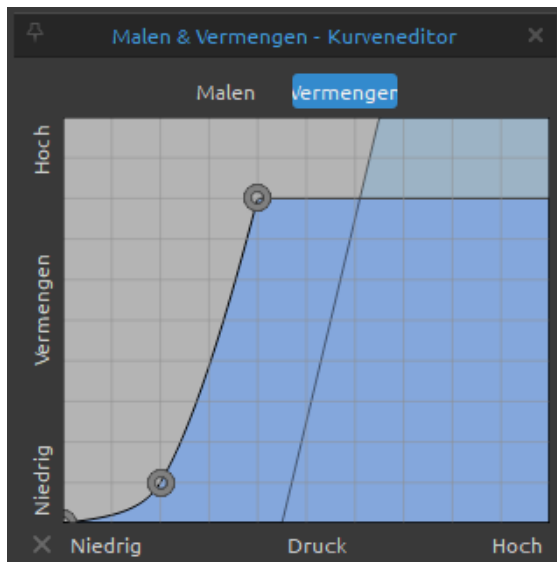 Malen & Vermengen - Kurveneditor
Malen
Vermengen
Hoch
Vermengen
Niedrig
Niedrig
Druck
Hoch